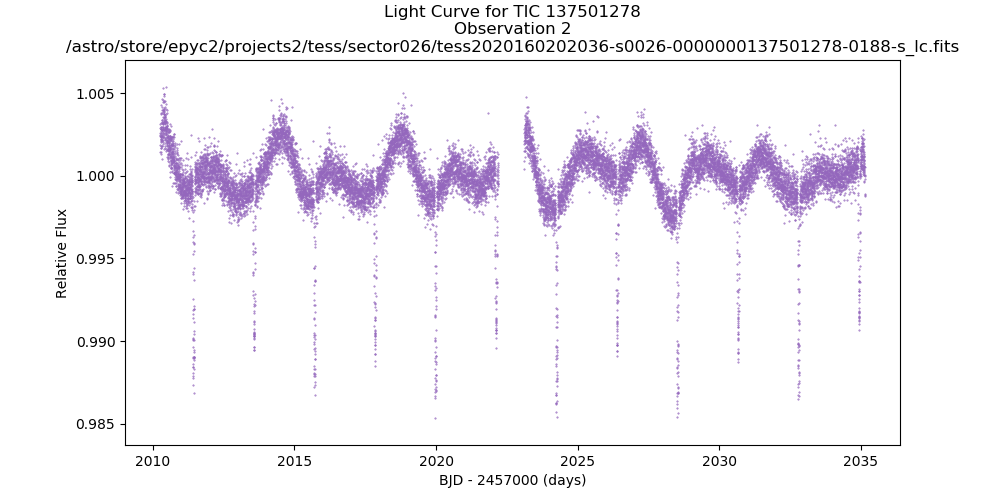 Light Curve for TIC 137501278
Observation 2
/astro/store/epyc2/projects2/tess/sector026/tess2020160202036-s0026-0000000137501278-0188-s_lc.fits
1.005
1.000
0.995
0.990
0.985
Relative Flux
2010 2015 2020 2025 2030 2035
BJD - 2457000 (days)